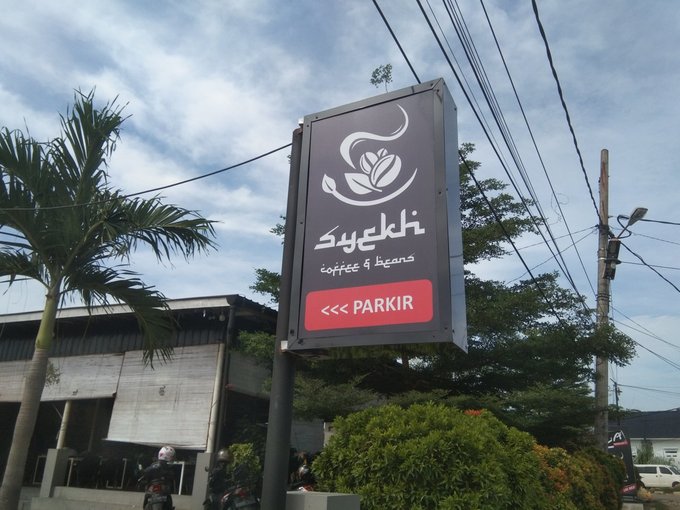 syekh
coffee & beans
<<< PARKIR